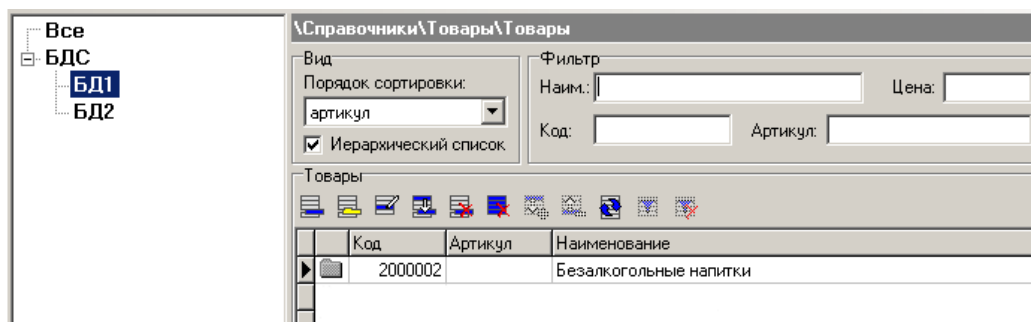 Все
БДС
БД1
БД2
\Справочники\Товары\Товары
Вид
Порядок сортировки:
артикул
Иерархический список
Фильтр
Наим.:
Цена:
Код:
Артикул:
Товары
Код Артикул Наименование
2000002 Безалкогольные напитки